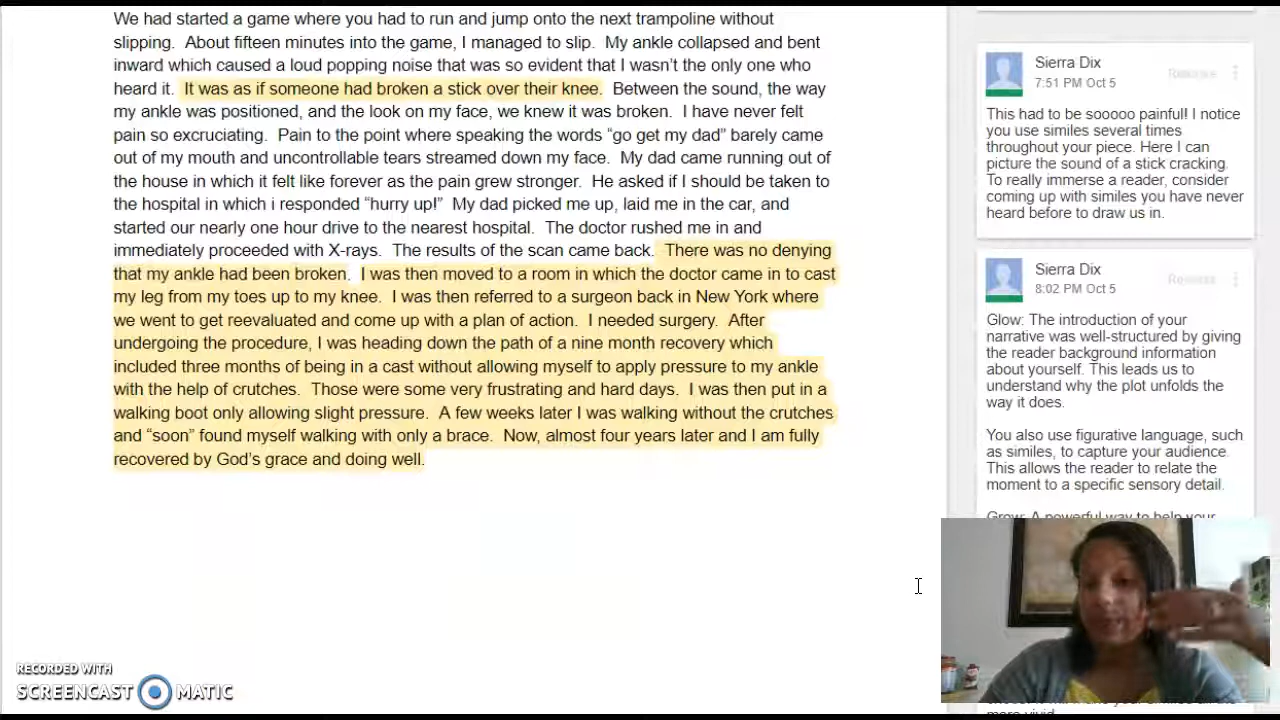 We had started a game where you had to run and jump onto the next trampoline without
slipping.  About fifteen minutes into the game, I managed to slip.  My ankle collapsed and bent
inward which caused a loud popping noise that was so evident that I wasn't the only one who
heard it.  It was as if someone had broken a stick over their knee.  Between the sound, the way
my ankle was positioned, and the look on my face, we knew it was broken.  I have never felt
pain so excruciating.  Pain to the point where speaking the words “go get my dad” barely came
out of my mouth and uncontrollable tears streamed down my face.  My dad came running out of
the house in which it felt like forever as the pain grew stronger.  He asked if I should be taken to
the hospital in which i responded “hurry up!”  My dad picked me up, laid me in the car, and
started our nearly one hour drive to the nearest hospital.  The doctor rushed me in and
immediately proceeded with X-rays.  The results of the scan came back.  There was no denying
that my ankle had been broken.  I was then moved to a room in which the doctor came in to cast
my leg from my toes up to my knee.  I was then referred to a surgeon back in New York where
we went to get reevaluated and come up with a plan of action.  I needed surgery.  After
undergoing the procedure, I was heading down the path of a nine month recovery which
included three months of being in a cast without allowing myself to apply pressure to my ankle
with the help of crutches.  Those were some very frustrating and hard days.  I was then put in a
walking boot only allowing slight pressure.  A few weeks later I was walking without the crutches
and “soon” found myself walking with only a brace.  Now, almost four years later and I am fully
recovered by God's grace and doing well.
Sierra Dix
7:51 PM Oct 5
Resolve
This had to be sooooo painful! I notice
you use similes several times
throughout your piece. Here I can
picture the sound of a stick cracking.
To really immerse a reader, consider
coming up with similes you have never
heard before to draw us in.
Sierra Dix
8:02 PM Oct 5
Resolve
Glow: The introduction of your
narrative was well-structured by giving
the reader background information
about yourself. This leads us to
understand why the plot unfolds the
way it does.
You also use figurative language, such
as similes, to capture your audience.
This allows the reader to relate the
moment to a specific sensory detail.
Grow: A powerful way to help your
more vivid
RECORDED WITH
SCREENCAST MATIC